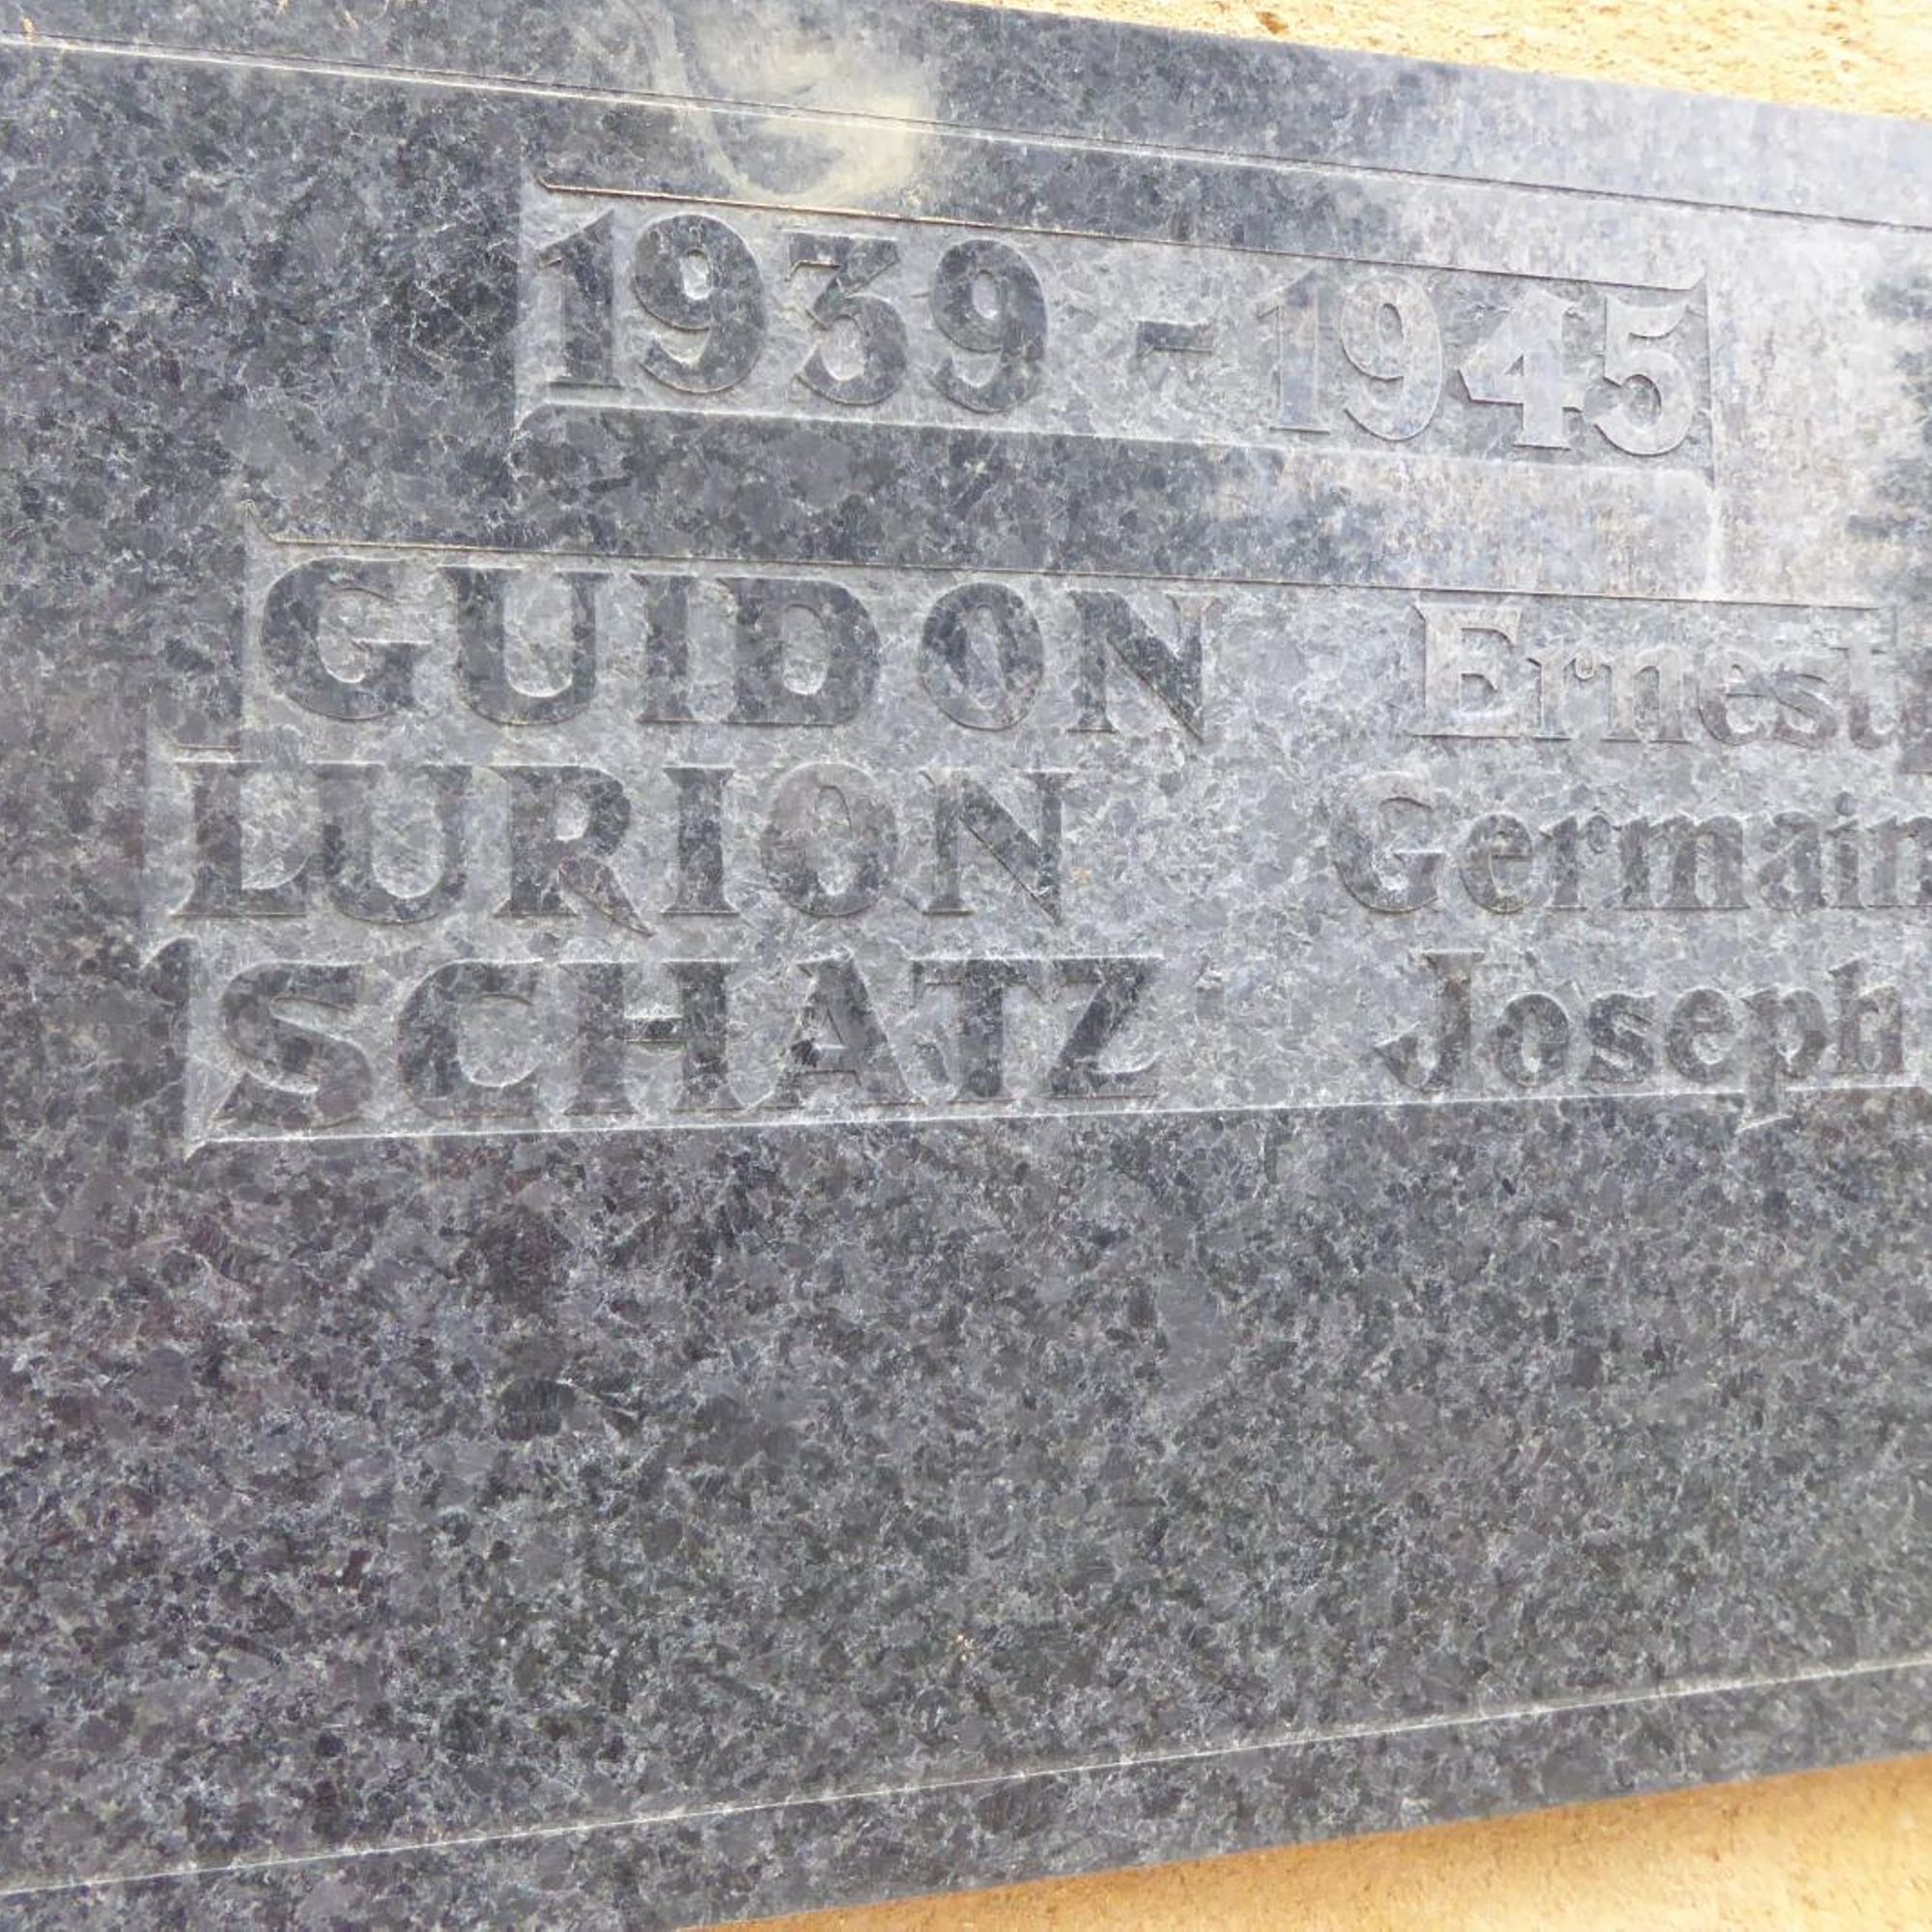 1939 - 1945
GUIDON Ernest
LURION Germain
SCHATZ Joseph